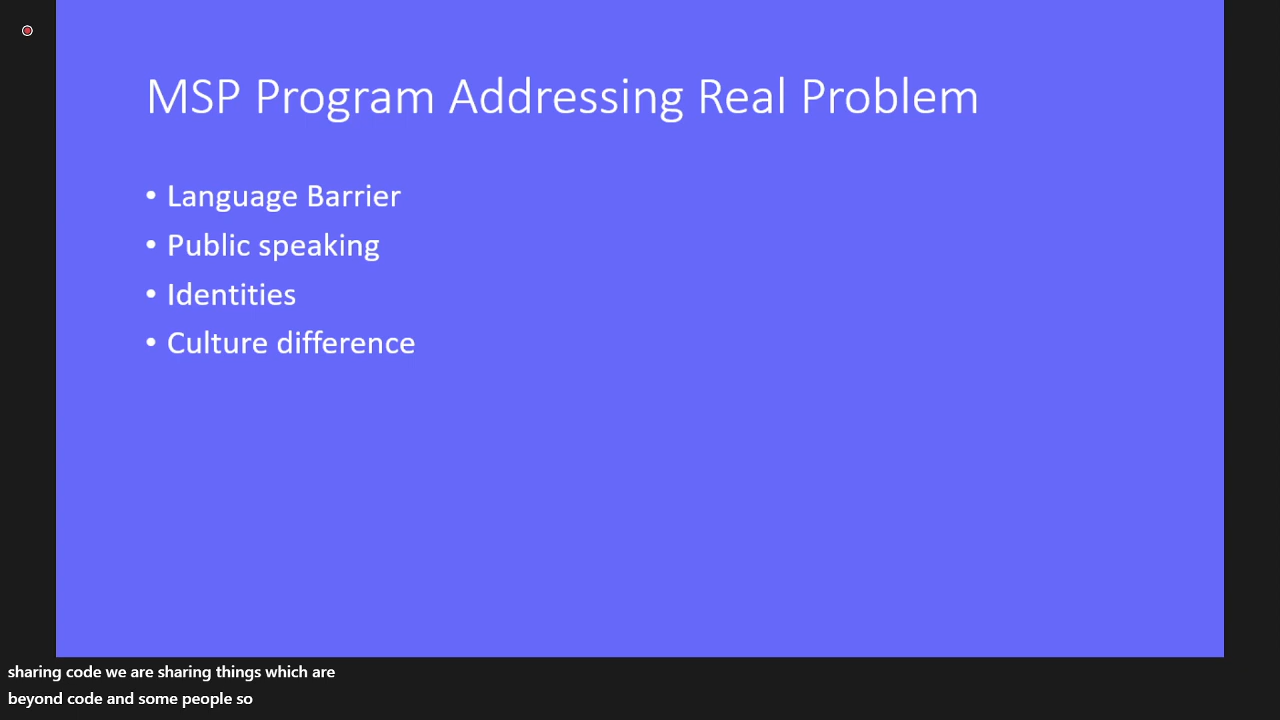 MSP Program Addressing Real Problem
• Language Barrier
• Public speaking
• Identities
• Culture difference
sharing code we are sharing things which are
beyond code and some people so